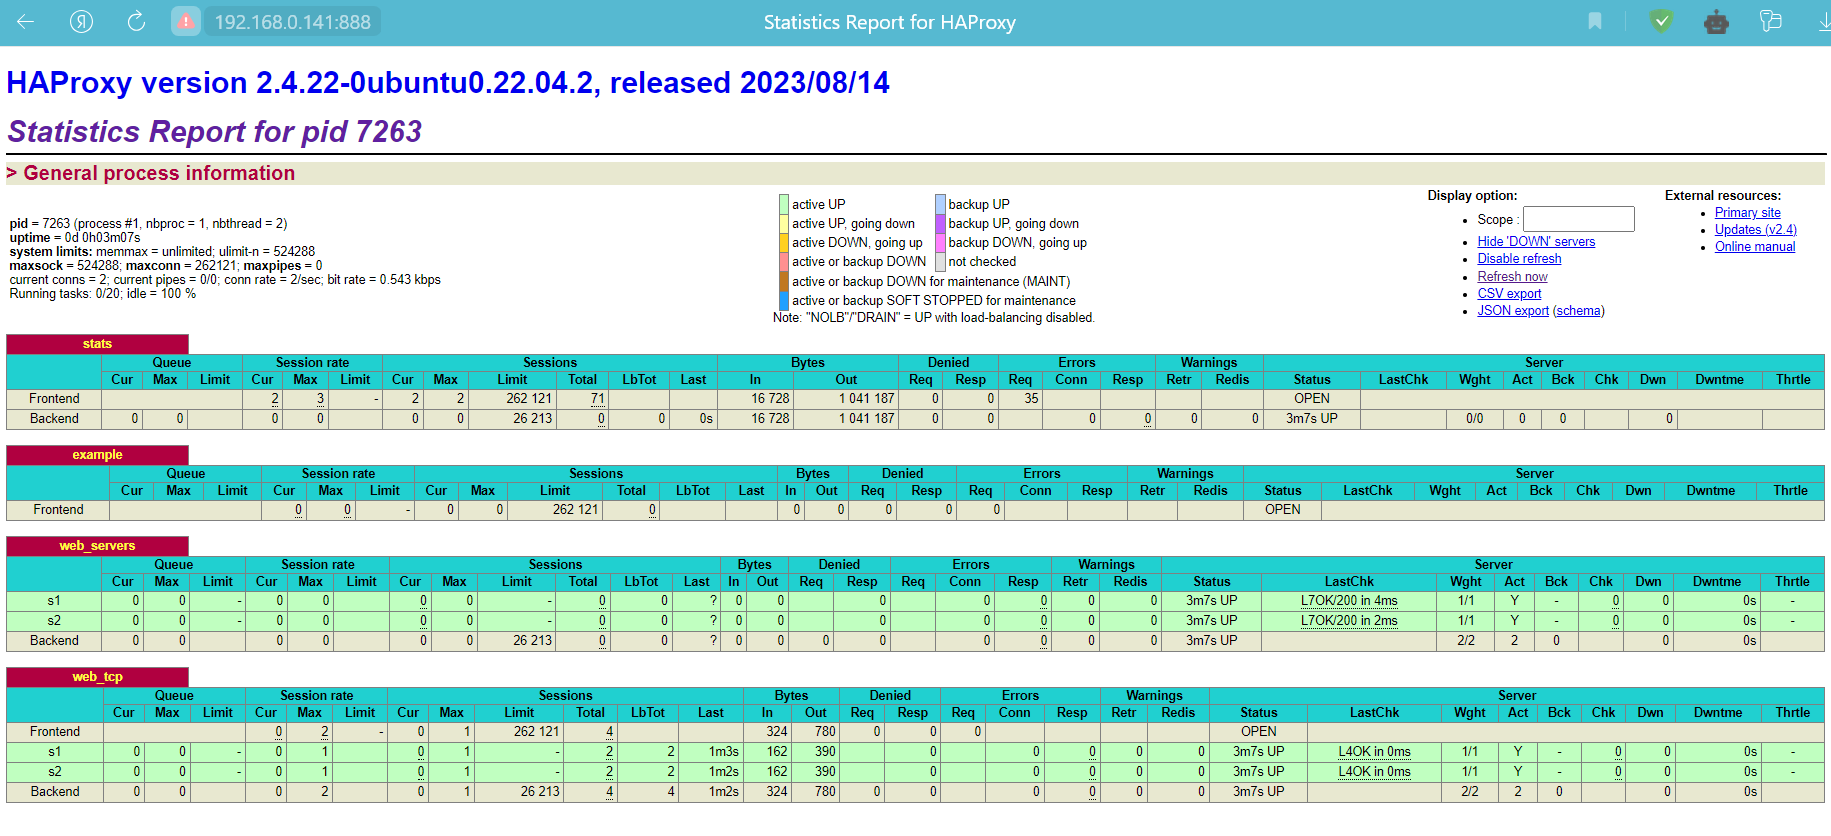 192.168.0.141:888 Statistics Report for HAProxy
HAProxy version 2.4.22-0ubuntu0.22.04.2, released 2023/08/14
Statistics Report for pid 7263
> General process information
pid = 7263 (process #1, nbproc = 1, nbthread = 2)
uptime = 0d 0h03m07s
system limits: memmax = unlimited; ulimit-n = 524288
maxsock = 524288; maxconn = 262121; maxpipes = 0
current conns = 2; current pipes = 0/0; conn rate = 2/sec; bit rate = 0.543 kbps
Running tasks: 0/20; idle = 100 %
active UP backup UP
active UP, going down backup UP, going down
active DOWN, going up backup DOWN, going up
active or backup DOWN not checked
active or backup DOWN for maintenance (MAINT)
active or backup SOFT STOPPED for maintenance
Note: "NOLB"/"DRAIN" = UP with load-balancing disabled.
Display option:
Scope :
Hide 'DOWN' servers
Disable refresh
Refresh now
CSV export
JSON export (schema)
External resources:
Primary site
Updates (v2.4)
Online manual
stats
Queue Session rate Sessions Bytes Denied Errors Warnings Server
Cur Max Limit Cur Max Limit Cur Max Limit Total LbTot Last In Out Req Resp Req Conn Resp Retr Redis Status LastChk Wght Act Bck Chk Dwn Dwntme Thrtle
Frontend 2 3 - 2 2 262 121 71 16 728 1 041 187 0 0 35 OPEN
Backend 0 0 0 0 0 0 26 213 0 0 0s 16 728 1 041 187 0 0 0 0 0 0 3m7s UP 0/0 0 0 0
example
Queue Session rate Sessions Bytes Denied Errors Warnings Server
Cur Max Limit Cur Max Limit Cur Max Limit Total LbTot Last In Out Req Resp Req Conn Resp Retr Redis Status LastChk Wght Act Bck Chk Dwn Dwntme Thrtle
Frontend 0 0 - 0 0 262 121 0 0 0 0 0 0 OPEN
web_servers
Queue Session rate Sessions Bytes Denied Errors Warnings Server
Cur Max Limit Cur Max Limit Cur Max Limit Total LbTot Last In Out Req Resp Req Conn Resp Retr Redis Status LastChk Wght Act Bck Chk Dwn Dwntme Thrtle
s1 0 0 - 0 0 0 0 - 0 0 ? 0 0 0 0 0 0 0 3m7s UP L7OK/200 in 4ms 1/1 Y - 0 0 0s -
s2 0 0 - 0 0 0 0 - 0 0 ? 0 0 0 0 0 0 0 3m7s UP L7OK/200 in 2ms 1/1 Y - 0 0 0s -
Backend 0 0 0 0 0 0 26 213 0 0 ? 0 0 0 0 0 0 0 0 3m7s UP 2/2 2 0 0 0s
web_tcp
Queue Session rate Sessions Bytes Denied Errors Warnings Server
Cur Max Limit Cur Max Limit Cur Max Limit Total LbTot Last In Out Req Resp Req Conn Resp Retr Redis Status LastChk Wght Act Bck Chk Dwn Dwntme Thrtle
Frontend 0 2 - 0 1 262 121 4 324 780 0 0 0 OPEN
s1 0 0 - 0 1 0 1 - 2 2 1m3s 162 390 0 0 0 0 0 3m7s UP L4OK in 0ms 1/1 Y - 0 0 0s -
s2 0 0 - 0 1 0 1 - 2 2 1m2s 162 390 0 0 0 0 0 3m7s UP L4OK in 0ms 1/1 Y - 0 0 0s -
Backend 0 0 0 2 0 1 26 213 4 4 1m2s 324 780 0 0 0 0 0 0 3m7s UP 2/2 2 0 0 0s